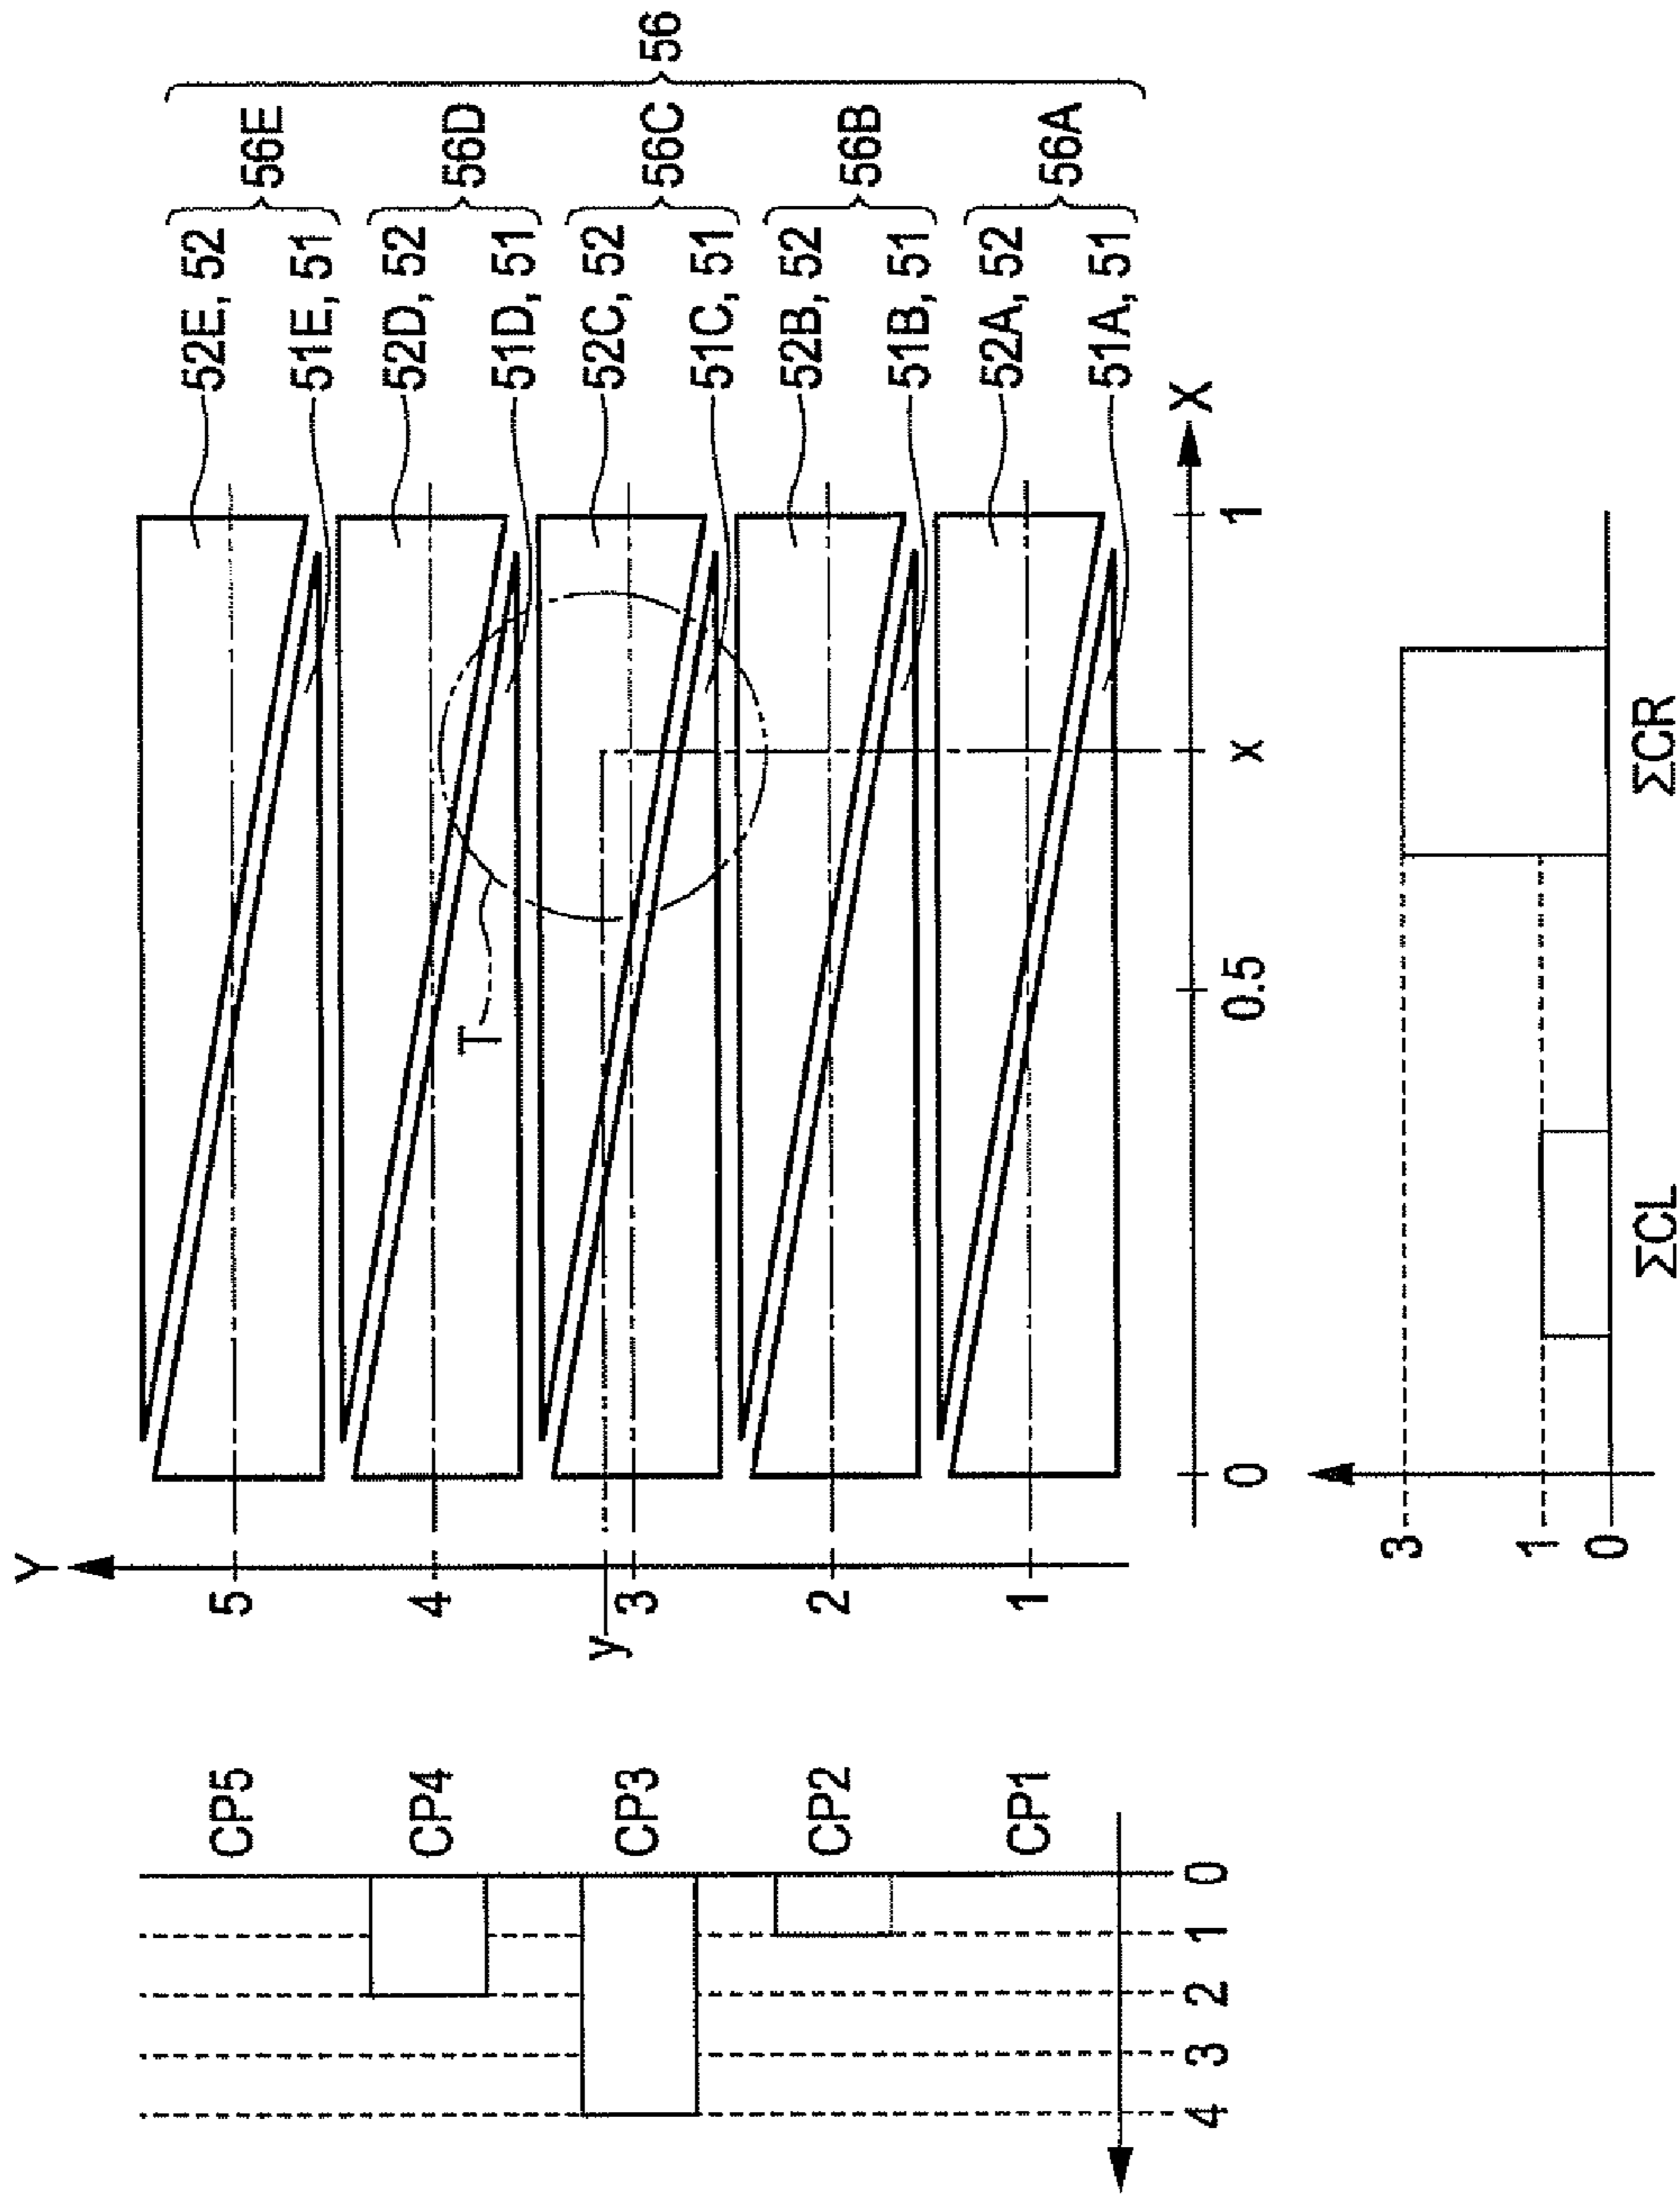 Y
5
4
3
2
1
y
CP5
CP4
CP3
CP2
CP1
0
1
2
3
4
T
52E, 52
51E, 51
52D, 52
51D, 51
52C, 52
51C, 51
52B, 52
51B, 51
52A, 52
51A, 51
56E
56D
56C
56B
56A
56
0
0.5
x
1
X
3
1
0
ΣCL
ΣCR